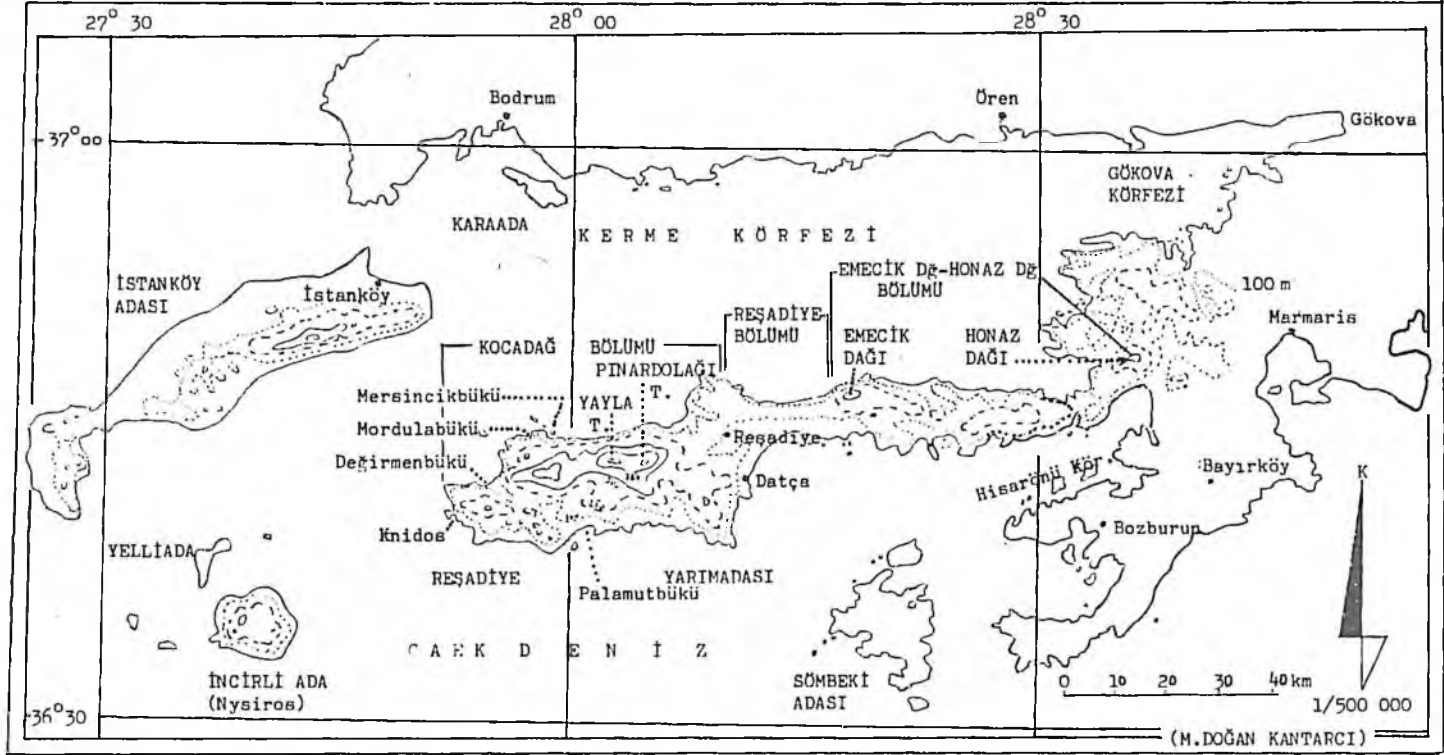 27° 30
28° 00
28° 30
37° 00
36° 30
Bodrum
Ören
Gökova
GÖKOVA
KÖRFEZİ
KARAADA
KERME KÖRFEZİ
İSTANKÖY
ADASI
İstanköy
EMECİK Dğ-HONAZ Dğ
BÖLÜMÜ
100 m
Marmaris
REŞADİYE
BÖLÜMÜ
EMECİK
DAĞI
HONAZ
DAĞI
KOCADAĞ
BÖLÜMÜ
PINARDOLAĞI
T.
YAYLA
T.
Mersincikbükü
Mordulabükü
Değirmenbükü
Reşadiye
Datça
Hisarönü Kör.
Bayırköy
K
Knidos
Bozburun
YELLİADA
REŞADİYE
YARIMADASI
Palamutbükü
DENİZ
İNCİRLİ ADA
(Nysiros)
SÖMBEKİ
ADASI
0 10 20 30 40 km
1/500 000
(M.DOĞAN KANTARCI)